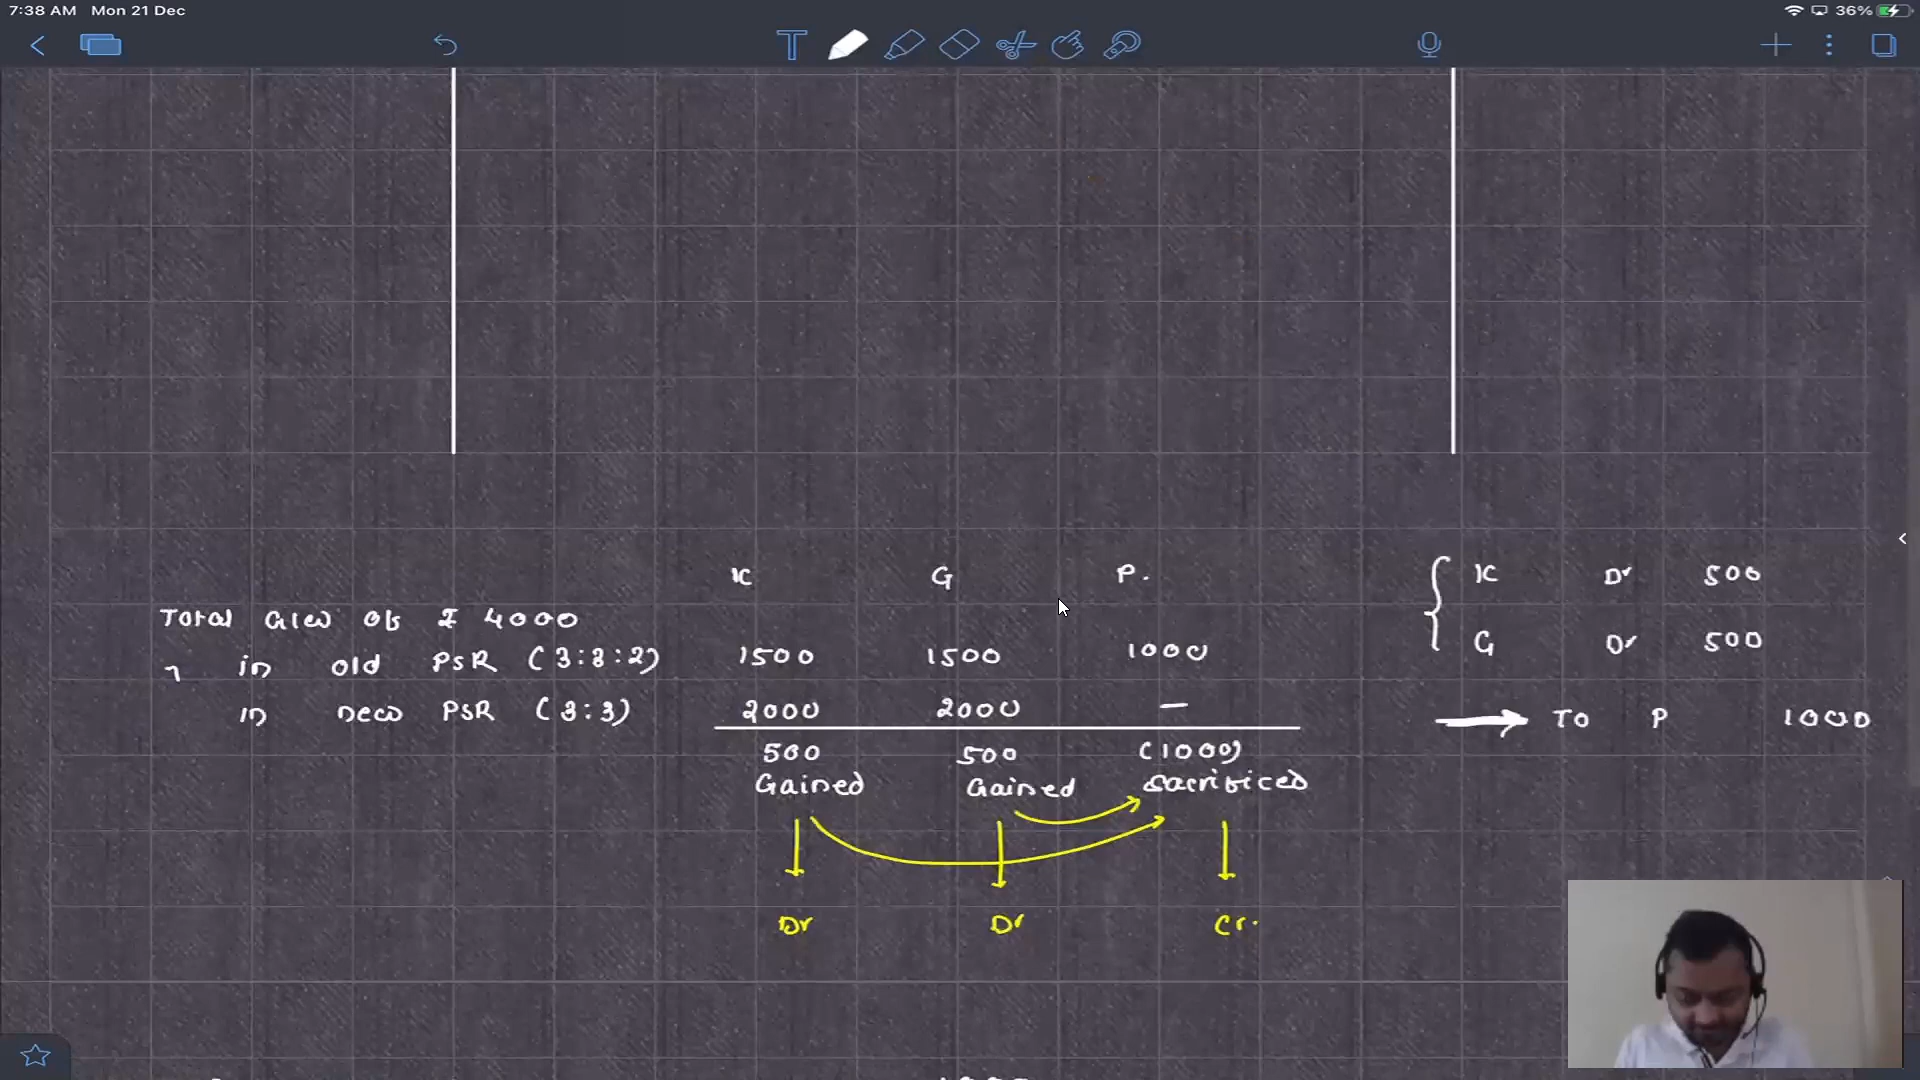 7:38 AM Mon 21 Dec
36%
T
K G P.
Total G/w of ₹ 4000
in old PSR (3:3:2) 1500 1500 1000
in new PSR (3:3) 2000 2000 —
500 500 (1000)
Gained Gained Sacrificed
Dr Dr Cr.
K Dr 500
G Dr 500
To P 1000